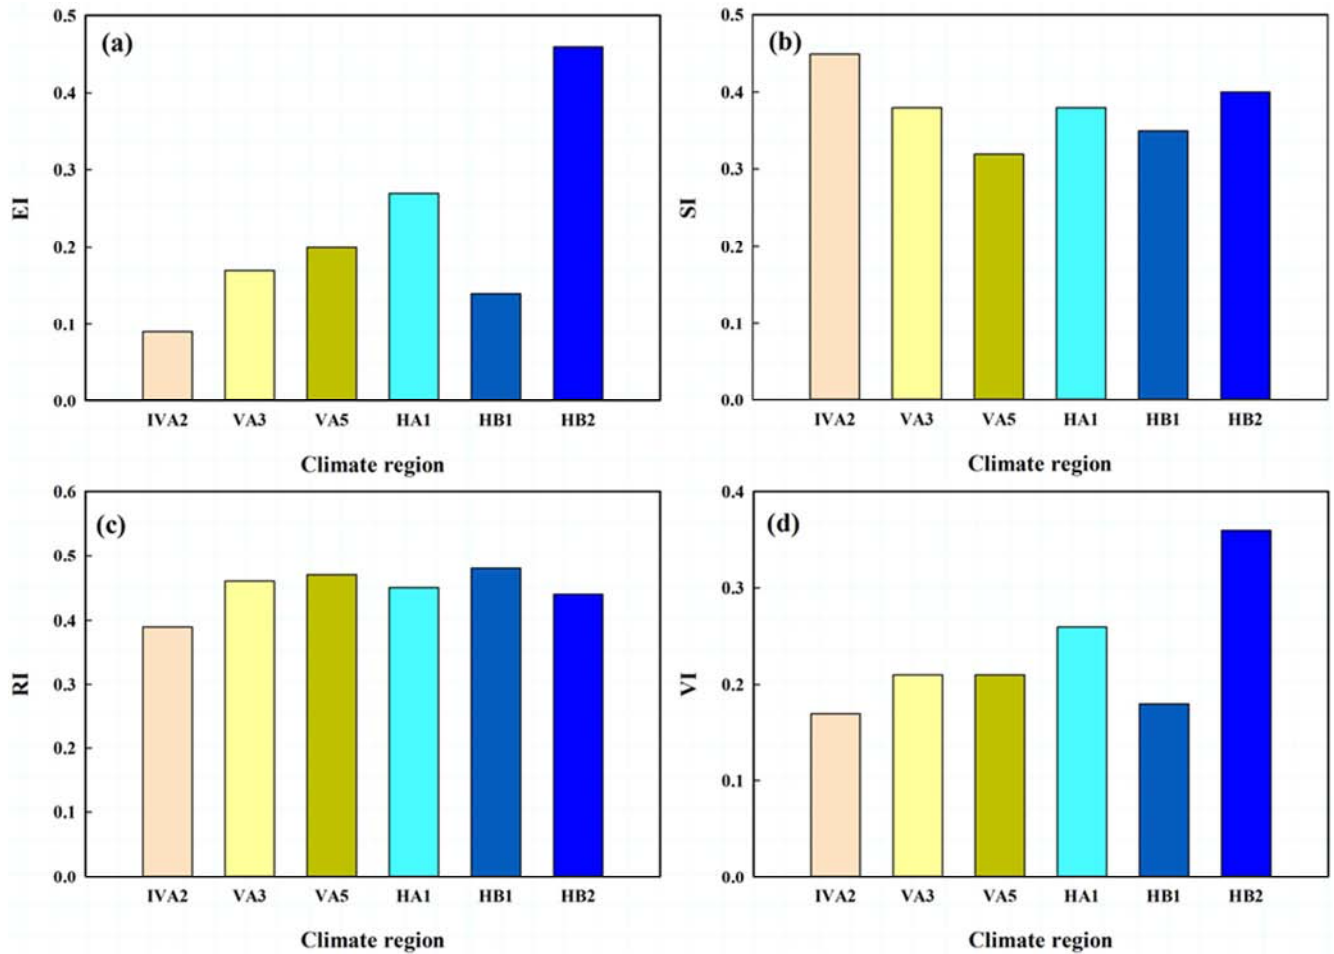 (a)
0.5
0.4
0.3
0.2
0.1
0.0
EI
IVA2 VA3 VA5 HA1 HB1 HB2
Climate region
(b)
0.5
0.4
0.3
0.2
0.1
0.0
SI
IVA2 VA3 VA5 HA1 HB1 HB2
Climate region
(c)
0.6
0.5
0.4
0.3
0.2
0.1
0.0
RI
IVA2 VA3 VA5 HA1 HB1 HB2
Climate region
(d)
0.4
0.3
0.2
0.1
0.0
VI
IVA2 VA3 VA5 HA1 HB1 HB2
Climate region